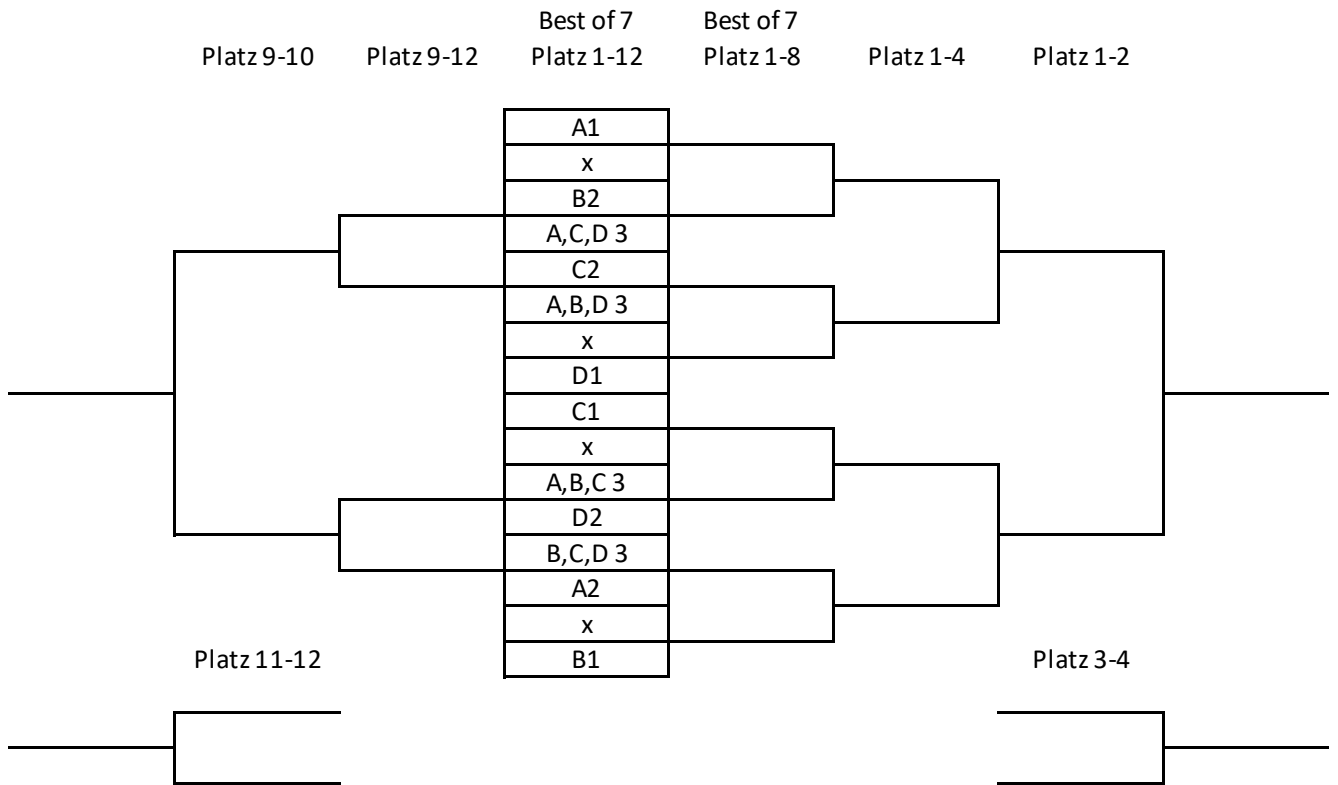 Best of 7 Best of 7
Platz 9-10 Platz 9-12 Platz 1-12 Platz 1-8 Platz 1-4 Platz 1-2
A1
x
B2
A,C,D 3
C2
A,B,D 3
x
D1
C1
x
A,B,C 3
D2
B,C,D 3
A2
x
B1
Platz 11-12 Platz 3-4